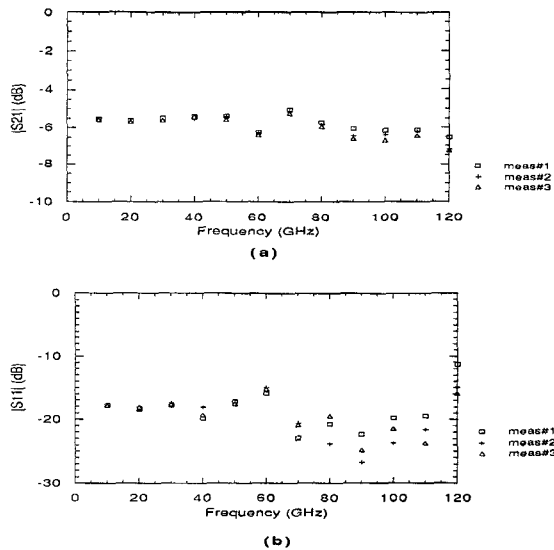 0
-2
-4
-6
-8
-10
|S21| (dB)
0 20 40 60 80 100 120
Frequency (GHz)
meas#1
meas#2
meas#3
(a)
0
-10
-20
-30
|S11| (dB)
0 20 40 60 80 100 120
Frequency (GHz)
meas#1
meas#2
meas#3
(b)